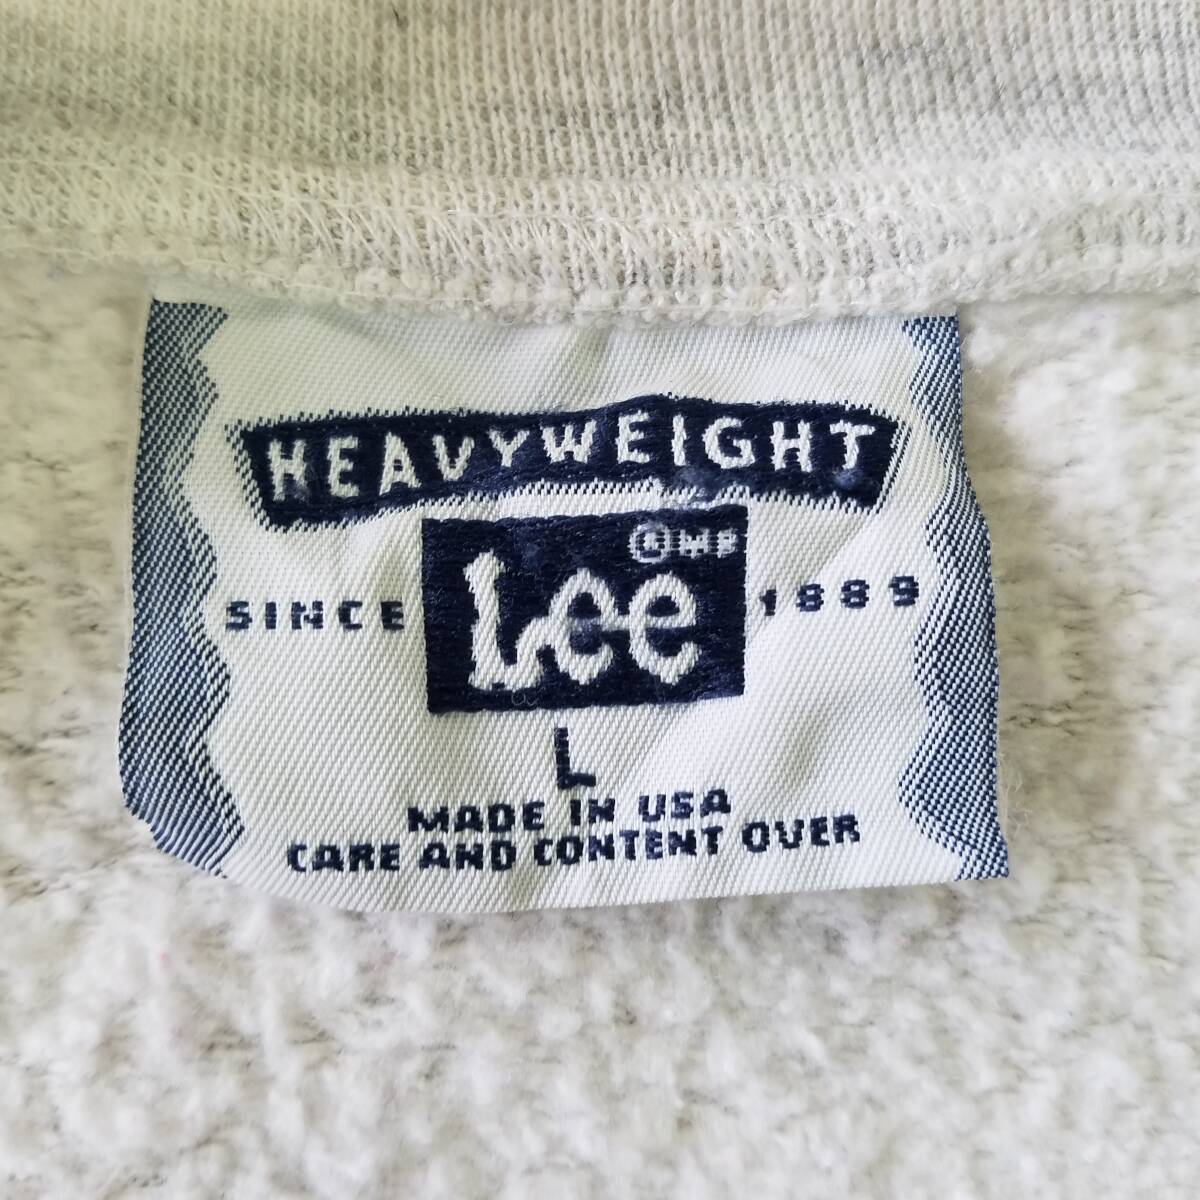 HEAVYWEIGHT
Lee
SINCE 1889
L
MADE IN USA
CARE AND CONTENT OVER